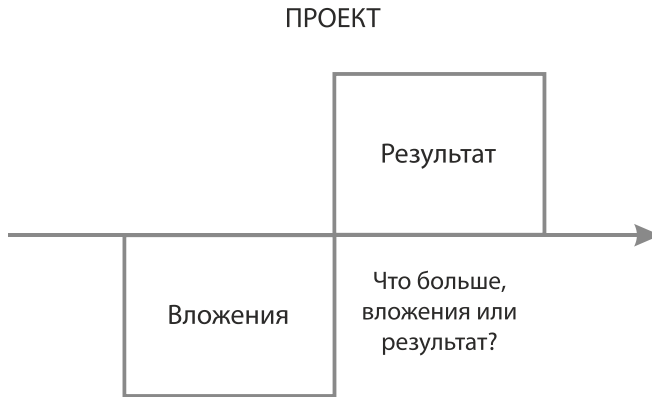 ПРОЕКТ
Результат
Вложения
Что больше,
вложения или
результат?